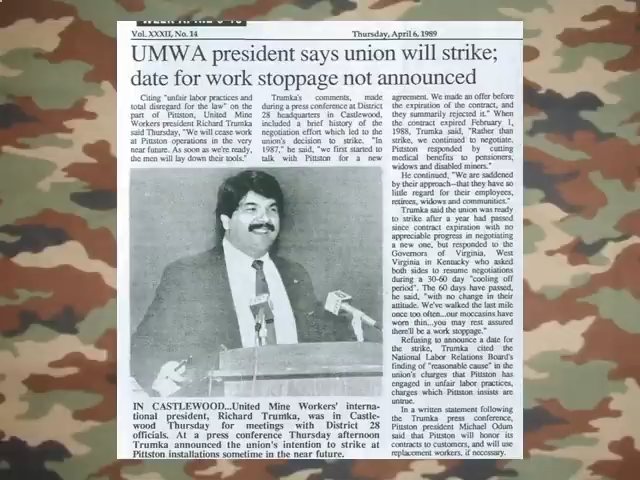 Vol. XXXII, No. 14 Thursday, April 6, 1989
UMWA president says union will strike;
date for work stoppage not announced
Citing "unfair labor practices and
total disregard for the law" on the
part of Pittston, United Mine
Workers president Richard Trumka
said Thursday, "We will cease work
at Pittston operations in the very
near future. As soon as we're ready,
the men will lay down their tools."
Trumka's comments, made
during a press conference at District
28 headquarters in Castlewood,
included a brief history of the
negotiation effort which led to the
union's decision to strike. "In
1987," he said, "we first started to
talk with Pittston for a new
agreement. We made an offer before
the expiration of the contract, and
they summarily rejected it." When
the contract expired February 1,
1988, Trumka said, "Rather than
strike, we continued to negotiate.
Pittston responded by cutting
medical benefits to pensioners,
widows and disabled miners."
He continued, "We are saddened
by their approach--that they have so
little regard for their employees,
retirees, widows and communities."
Trumka said the union was ready
to strike after a year had passed
since contract expiration with no
appreciable progress in negotiating
a new one, but responded to the
Governors of Virginia, West
Virginia in Kentucky who asked
both sides to resume negotiations
during a 30-60 day "cooling off
period". The 60 days have passed,
he said, "with no change in their
attitude. We've walked the last mile
once too often...our moccasins have
worn thin...you may rest assured
there'll be a work stoppage."
Refusing to announce a date for
the strike, Trumka cited the
National Labor Relations Board's
finding of "reasonable cause" in the
union's charges that Pittston has
engaged in unfair labor practices,
charges which Pittston insists are
untrue.
In a written statement following
the Trumka press conference,
Pittston president Michael Odum
said that Pittston will honor its
contracts to customers, and will use
replacement workers, if necessary.
IN CASTLEWOOD...United Mine Workers' interna-
tional president, Richard Trumka, was in Castle-
wood Thursday for meetings with District 28
officials. At a press conference Thursday afternoon
Trumka announced the union's intention to strike at
Pittston installations sometime in the near future.